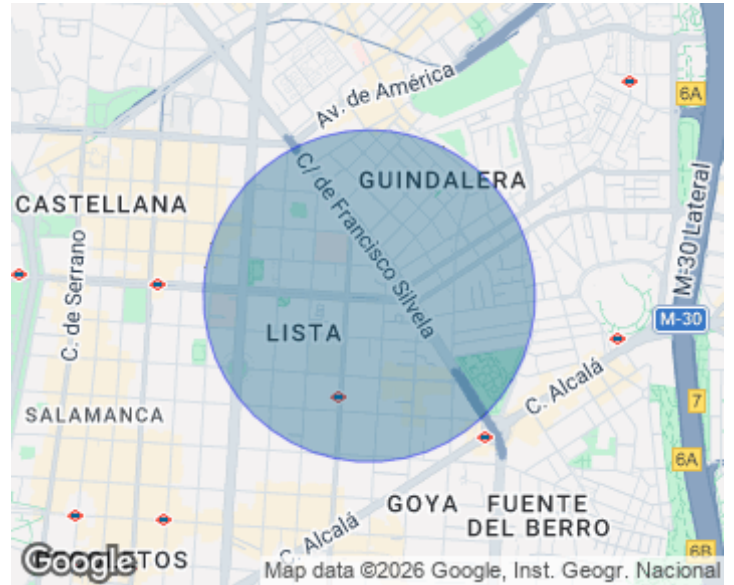 Av. de América
6A
C/ de Francisco Silvela
GUINDALERA
CASTELLANA
C. de Serrano
M-30 Lateral
M-30
LISTA
C. Alcalá
SALAMANCA
7
6A
GOYA
FUENTE
DEL BERRO
C. Alcalá
6B
Google
Map data ©2026 Google, Inst. Geogr. Nacional